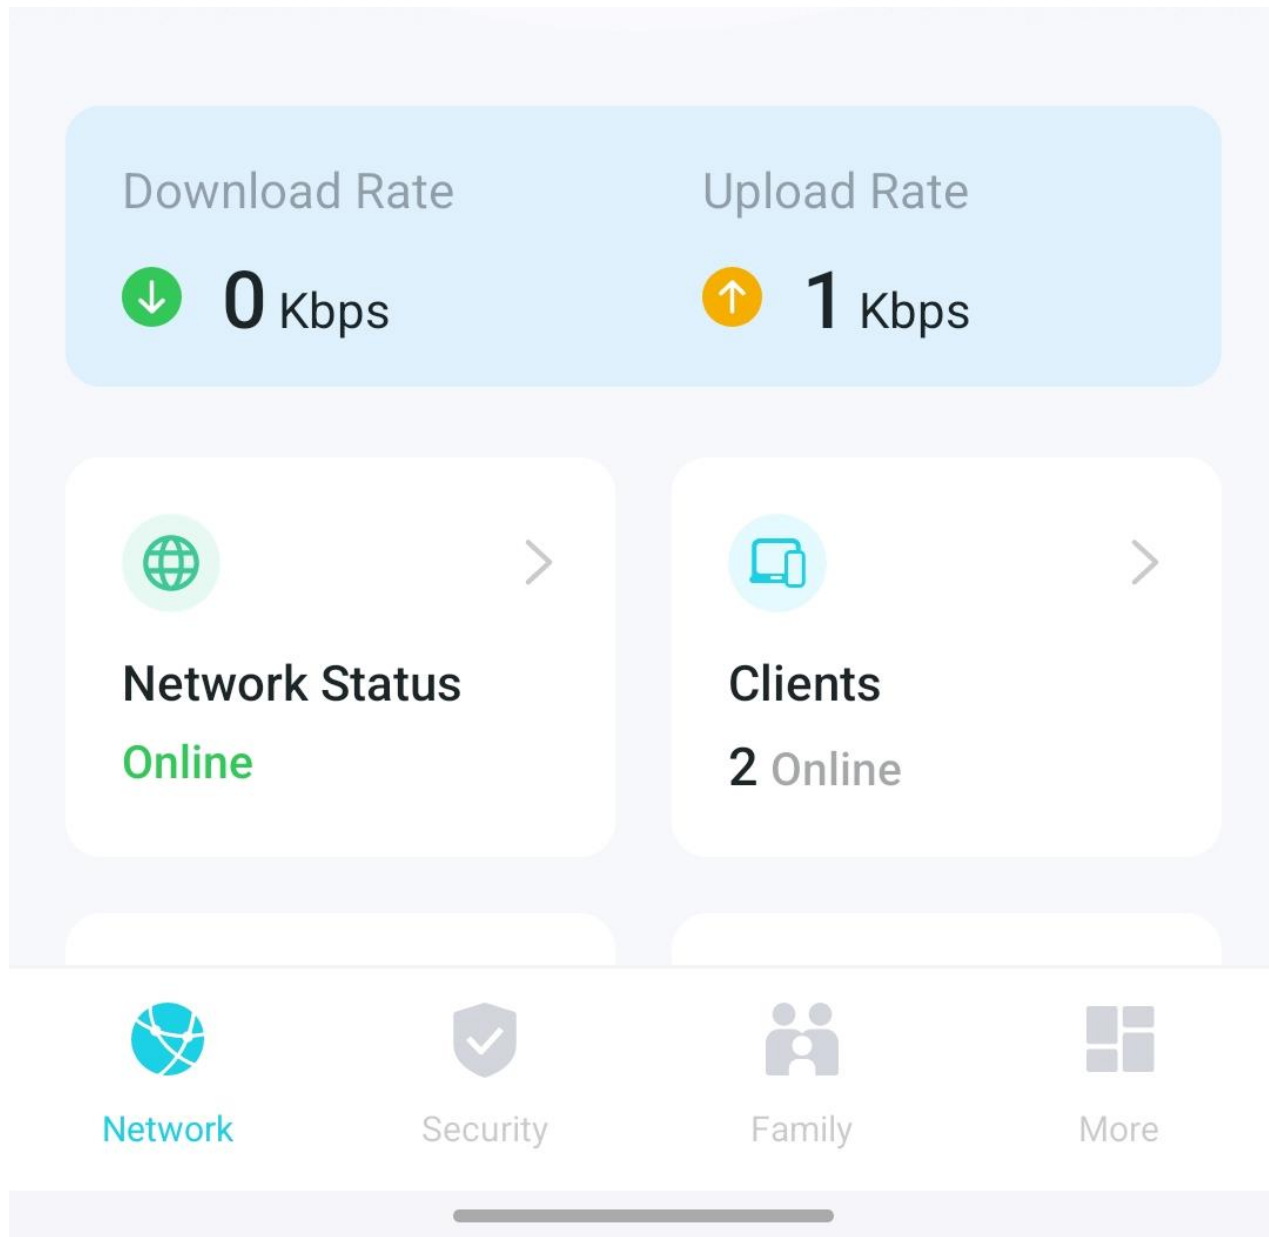 Download Rate
Upload Rate
0 Kbps
1 Kbps
Network Status
Online
Clients
2 Online
Network
Security
Family
More